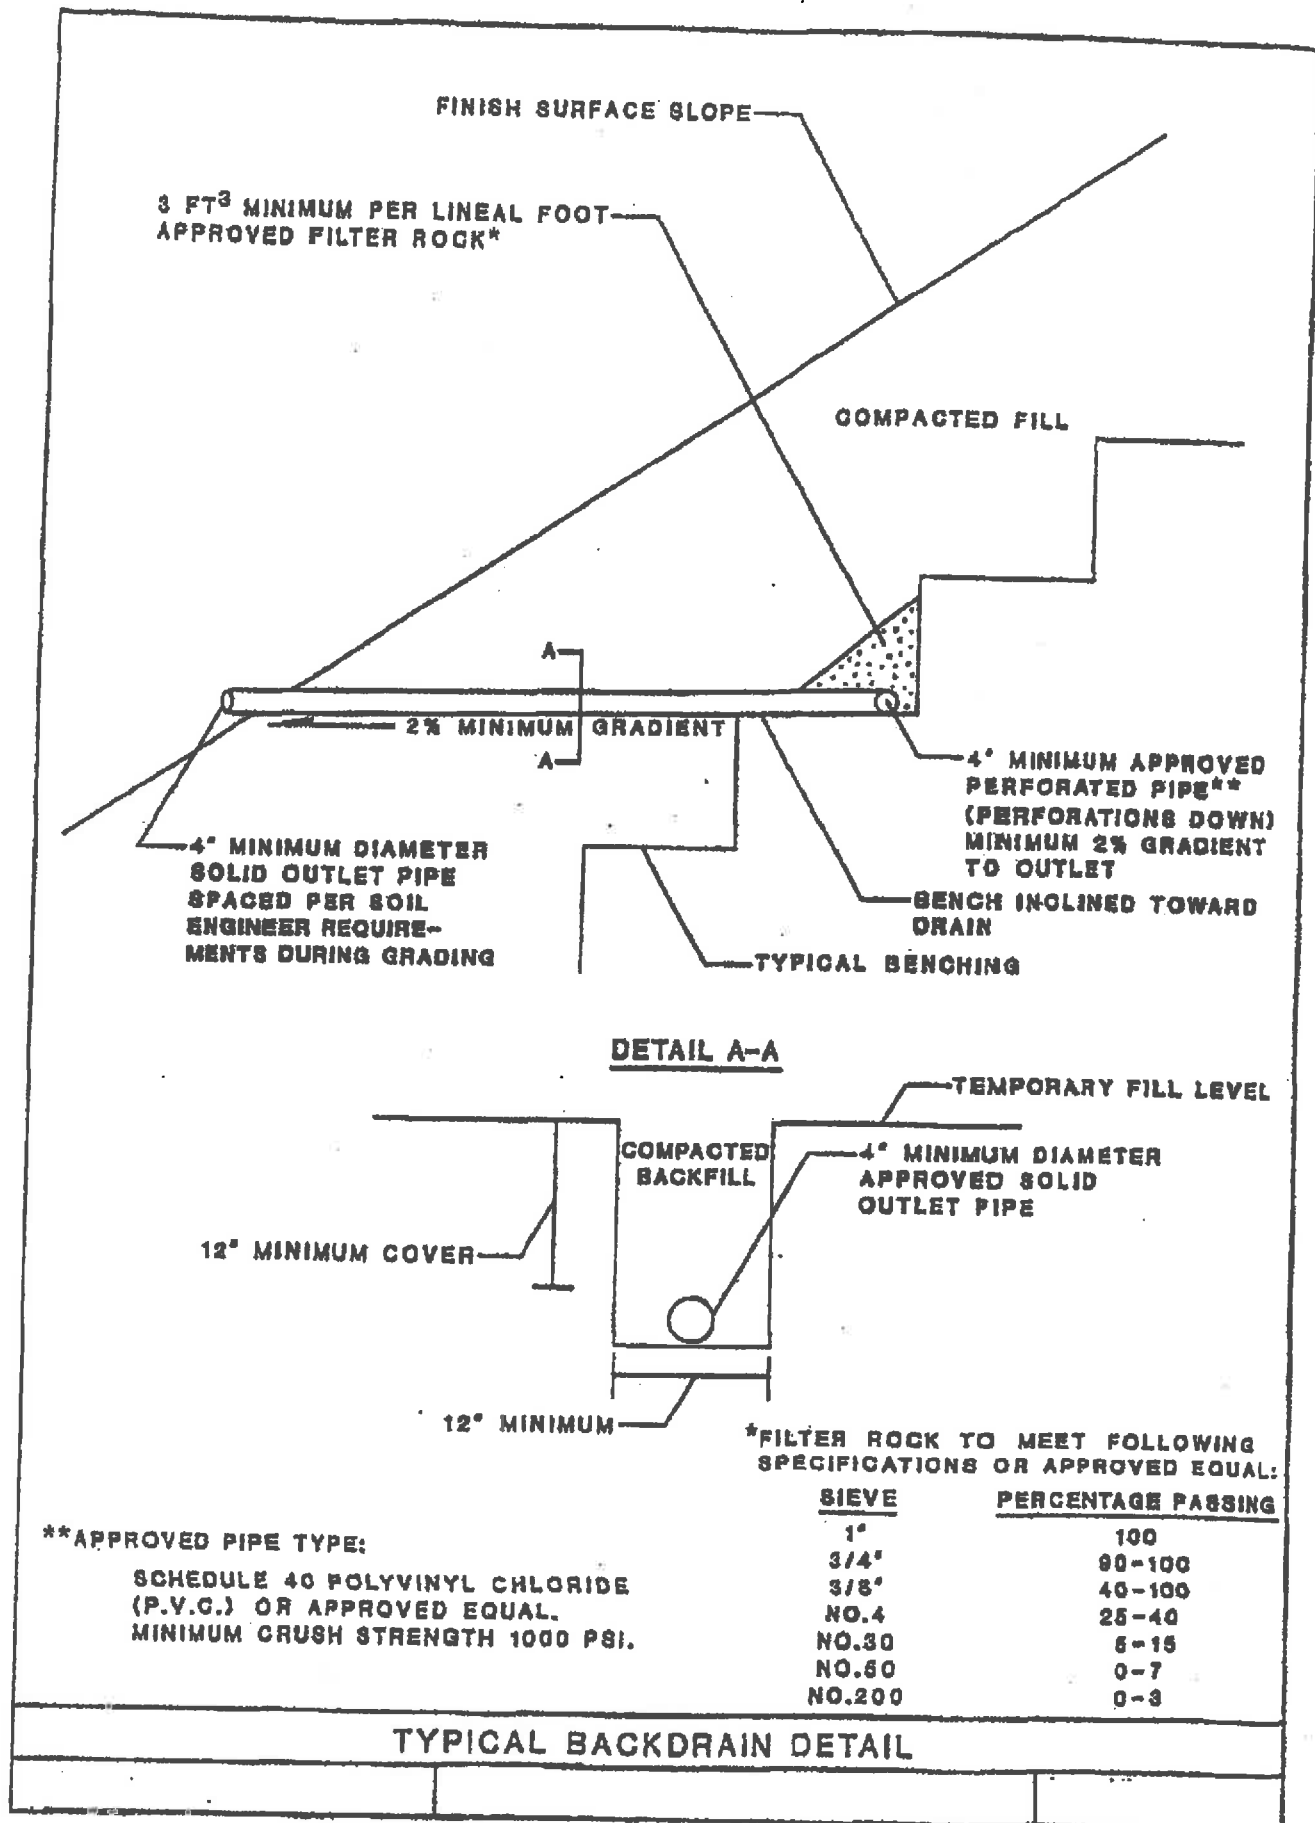 FINISH SURFACE SLOPE
3 FT³ MINIMUM PER LINEAL FOOT
APPROVED FILTER ROCK*
COMPACTED FILL
A
2% MINIMUM GRADIENT
A
4" MINIMUM APPROVED
PERFORATED PIPE**
(PERFORATIONS DOWN)
MINIMUM 2% GRADIENT
TO OUTLET
4" MINIMUM DIAMETER
SOLID OUTLET PIPE
SPACED PER SOIL
ENGINEER REQUIRE-
MENTS DURING GRADING
BENCH INCLINED TOWARD
DRAIN
TYPICAL BENCHING
DETAIL A-A
TEMPORARY FILL LEVEL
COMPACTED
BACKFILL
4" MINIMUM DIAMETER
APPROVED SOLID
OUTLET PIPE
12" MINIMUM COVER
12" MINIMUM
*FILTER ROCK TO MEET FOLLOWING
SPECIFICATIONS OR APPROVED EQUAL:
SIEVE PERCENTAGE PASSING
1" 100
3/4" 90-100
3/8" 40-100
NO.4 25-40
NO.30 5-15
NO.50 0-7
NO.200 0-3
**APPROVED PIPE TYPE:
SCHEDULE 40 POLYVINYL CHLORIDE
(P.V.C.) OR APPROVED EQUAL.
MINIMUM CRUSH STRENGTH 1000 PSI.
TYPICAL BACKDRAIN DETAIL